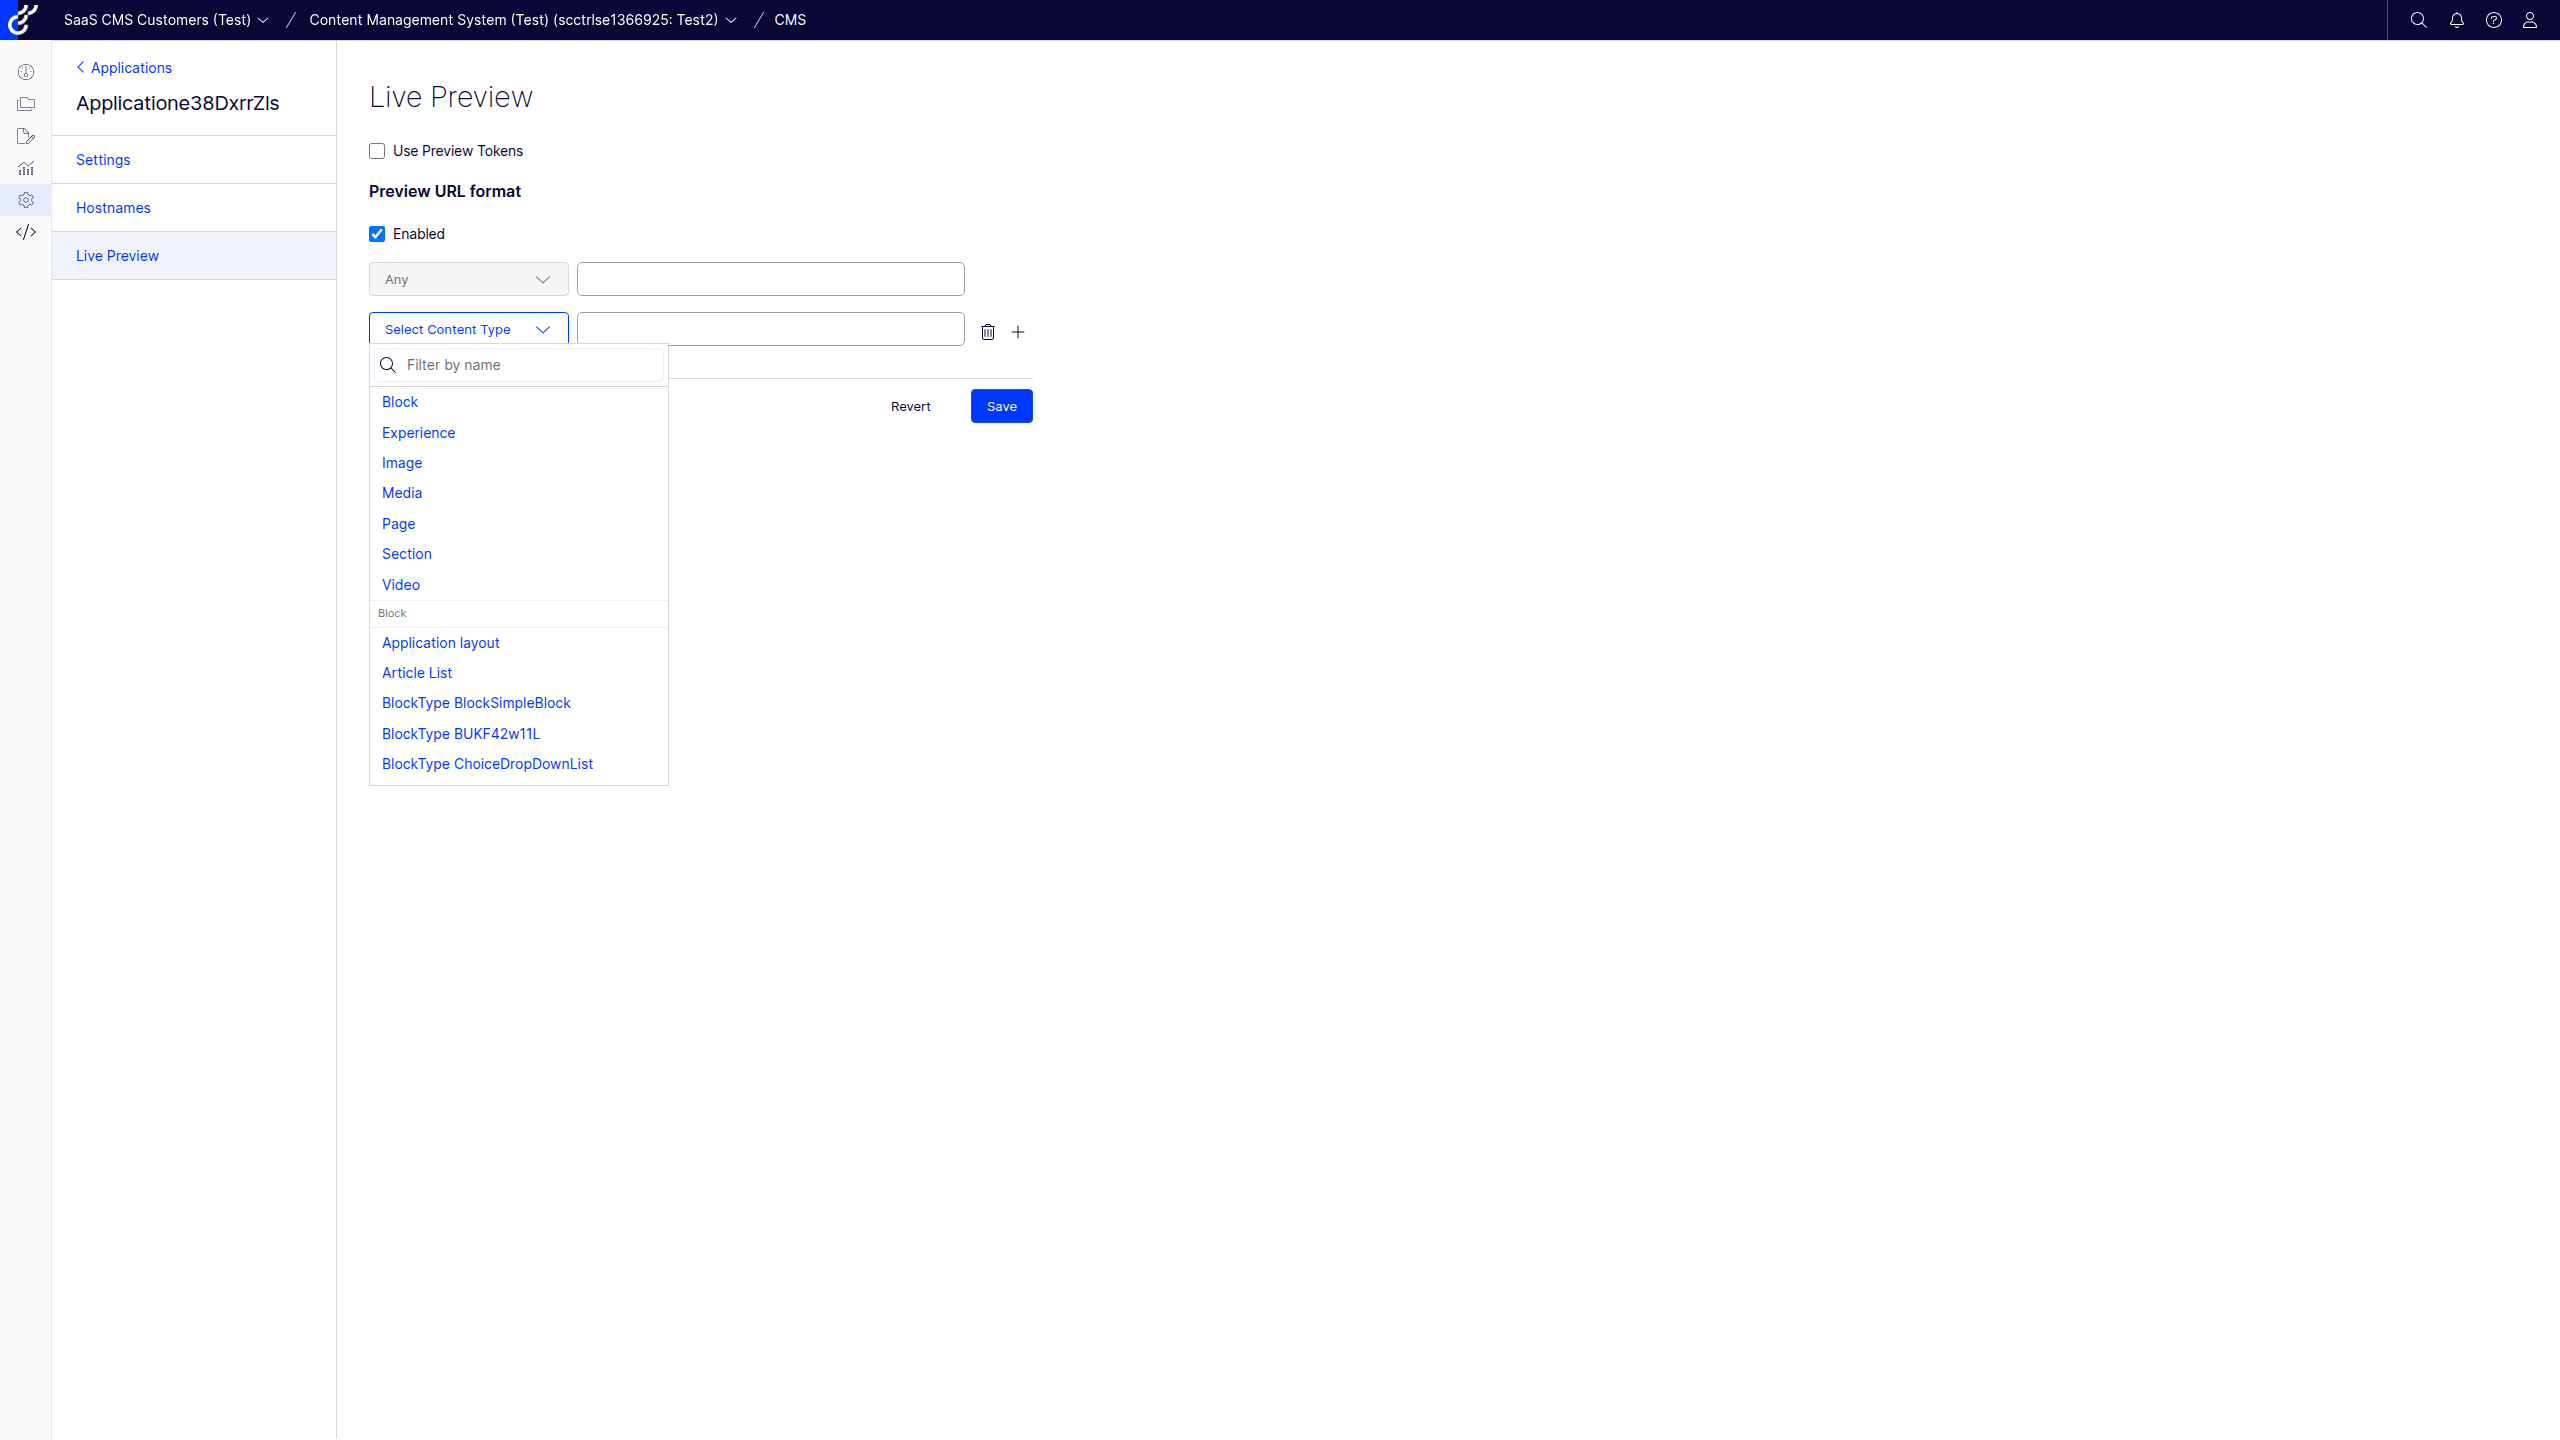 SaaS CMS Customers (Test) / Content Management System (Test) (scctrlse1366925: Test2) / CMS
Applications
Applicatione38DxrrZls
Settings
Hostnames
Live Preview
Live Preview
Use Preview Tokens
Preview URL format
Enabled
Any
Select Content Type
Filter by name
Block
Experience
Image
Media
Page
Section
Video
Block
Application layout
Article List
BlockType BlockSimpleBlock
BlockType BUKF42w11L
BlockType ChoiceDropDownList
Revert
Save